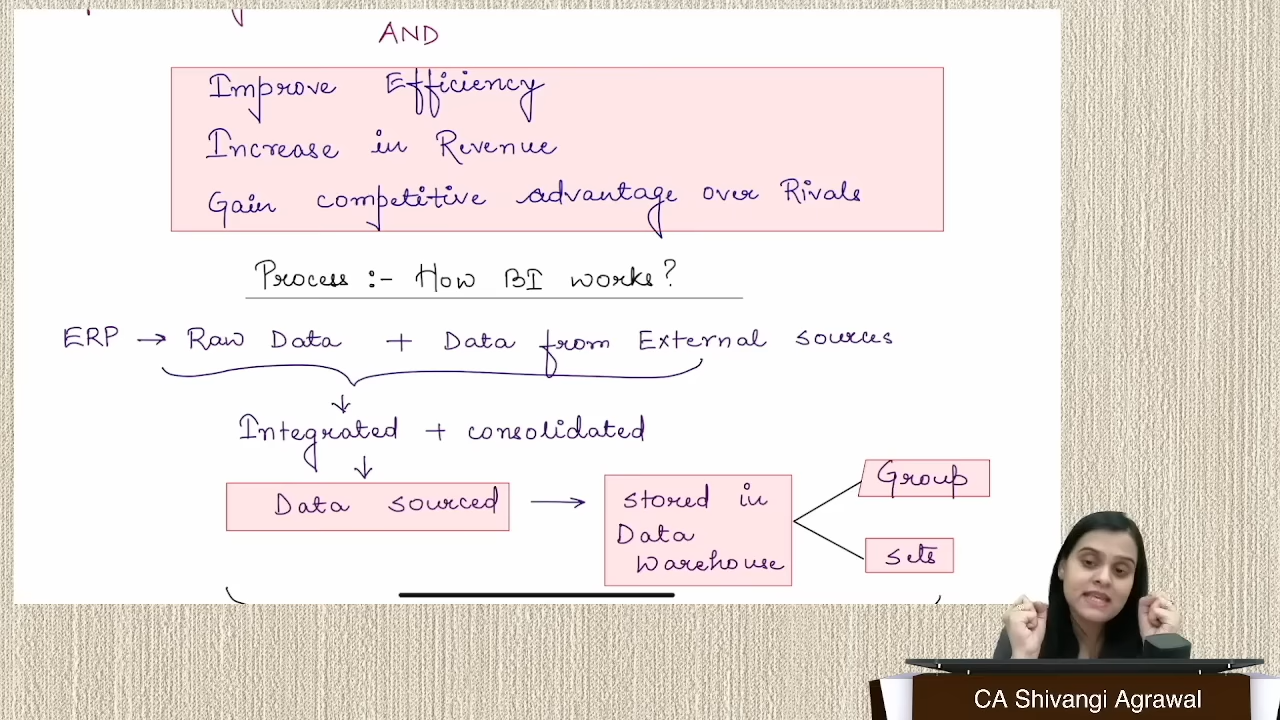 AND
Improve Efficiency
Increase in Revenue
Gain competitive advantage over Rivals
Process :- How BI works?
ERP → Raw Data + Data from External sources
↓
Integrated + consolidated
↓
Data sourced → stored in Data Warehouse
Group
sets
CA Shivangi Agrawal